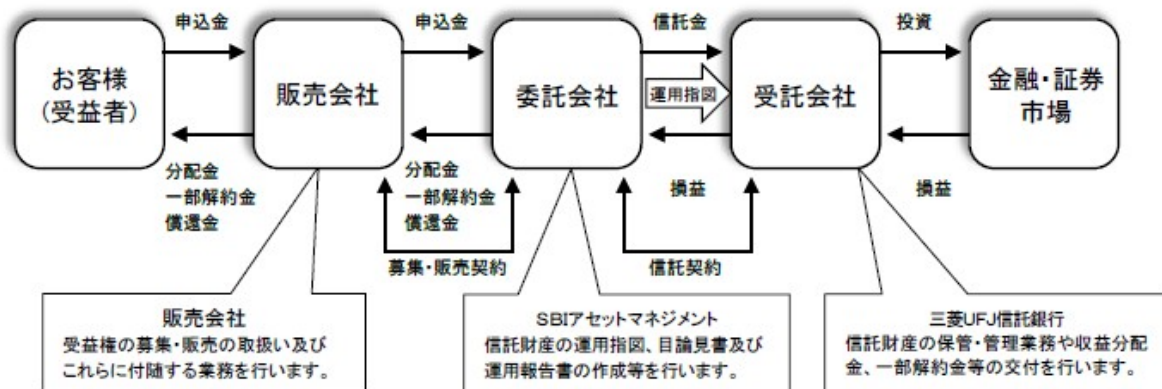 申込金
申込金
信託金
投資
お客様
(受益者)
販売会社
委託会社
運用指図
受託会社
金融・証券
市場
分配金
一部解約金
償還金
分配金
一部解約金
償還金
損益
損益
募集・販売契約
信託契約
販売会社
受益権の募集・販売の取扱い及び
これらに付随する業務を行います。
SBIアセットマネジメント
信託財産の運用指図、目論見書及び
運用報告書の作成等を行います。
三菱UFJ信託銀行
信託財産の保管・管理業務や収益分配
金、一部解約金等の交付を行います。